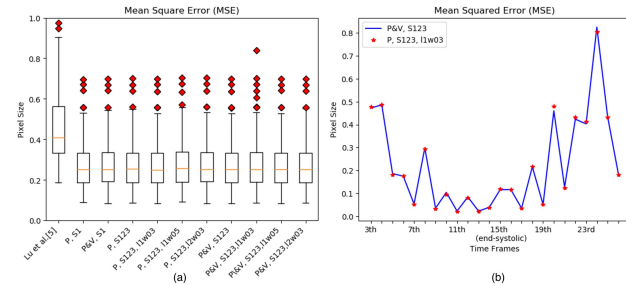 Mean Square Error (MSE)
Pixel Size
1.0
0.8
0.6
0.4
0.2
0.0
Lu et al.[5]
P, S1
P&V, S1
P, S123
P, S123, l1w03
P, S123, l1w05
P, S123,l2w03
P&V, S123
P&V, S123,l1w03
P\&V, S123,l1w05
P&V, S123,l2w03
(a)
Mean Squared Error (MSE)
P&V, S123
P, S123, l1w03
Pixel Size
0.8
0.7
0.6
0.5
0.4
0.3
0.2
0.1
0.0
3th 7th 11th 15th 19th 23rd
(end-systolic)
Time Frames
(b)